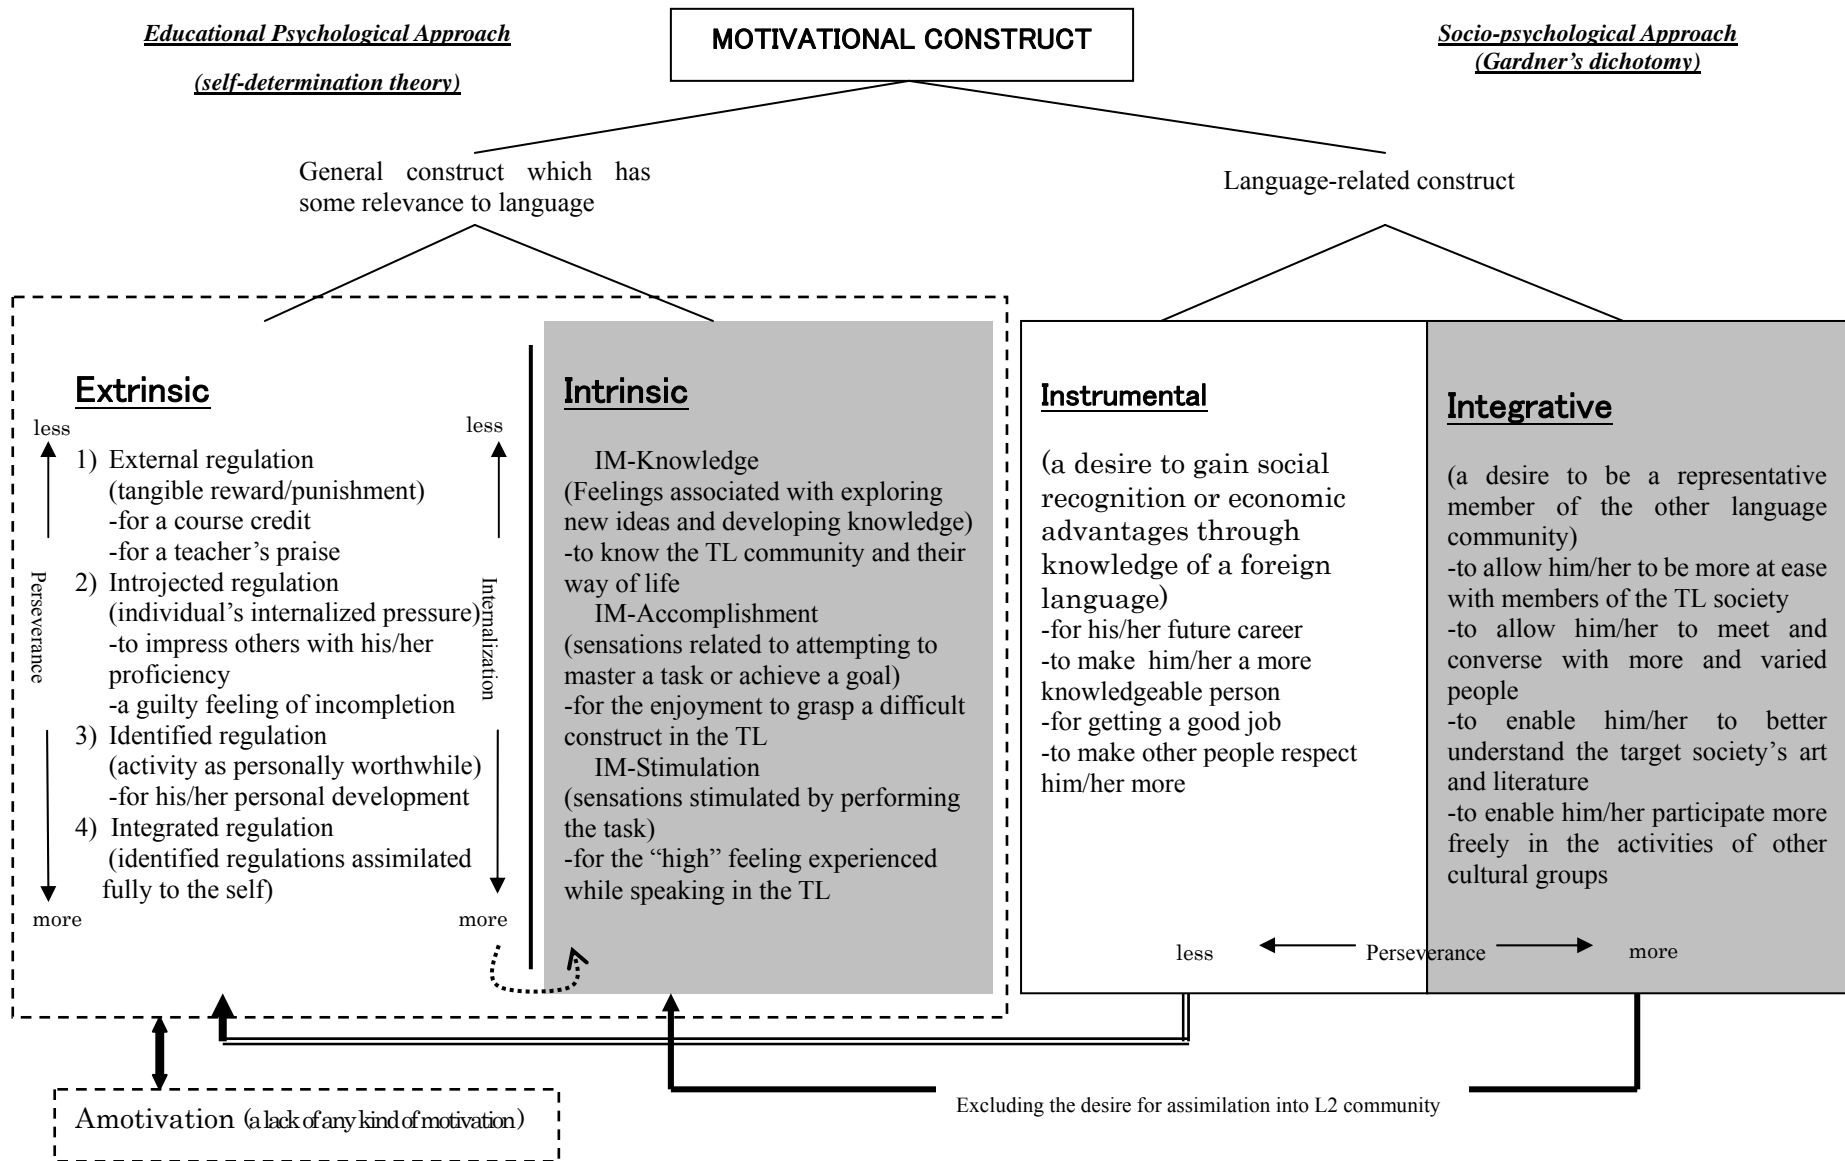 Educational Psychological Approach
(self-determination theory)
MOTIVATIONAL CONSTRUCT
Socio-psychological Approach
(Gardner's dichotomy)
General construct which has
some relevance to language
Language-related construct
Extrinsic
less
less
Perseverance
Internalization
1) External regulation
(tangible reward/punishment)
-for a course credit
-for a teacher's praise
2) Introjected regulation
(individual's internalized pressure)
-to impress others with his/her
proficiency
-a guilty feeling of incompletion
3) Identified regulation
(activity as personally worthwhile)
-for his/her personal development
4) Integrated regulation
(identified regulations assimilated
fully to the self)
more
more
Intrinsic
IM-Knowledge
(Feelings associated with exploring
new ideas and developing knowledge)
-to know the TL community and their
way of life
IM-Accomplishment
(sensations related to attempting to
master a task or achieve a goal)
-for the enjoyment to grasp a difficult
construct in the TL
IM-Stimulation
(sensations stimulated by performing
the task)
-for the “high” feeling experienced
while speaking in the TL
Instrumental
(a desire to gain social
recognition or economic
advantages through
knowledge of a foreign
language)
-for his/her future career
-to make him/her a more
knowledgeable person
-for getting a good job
-to make other people respect
him/her more
Integrative
(a desire to be a representative
member of the other language
community)
-to allow him/her to be more at ease
with members of the TL society
-to allow him/her to meet and
converse with more and varied
people
-to enable him/her to better
understand the target society's art
and literature
-to enable him/her participate more
freely in the activities of other
cultural groups
less Perseverance more
Amotivation (a lack of any kind of motivation)
Excluding the desire for assimilation into L2 community